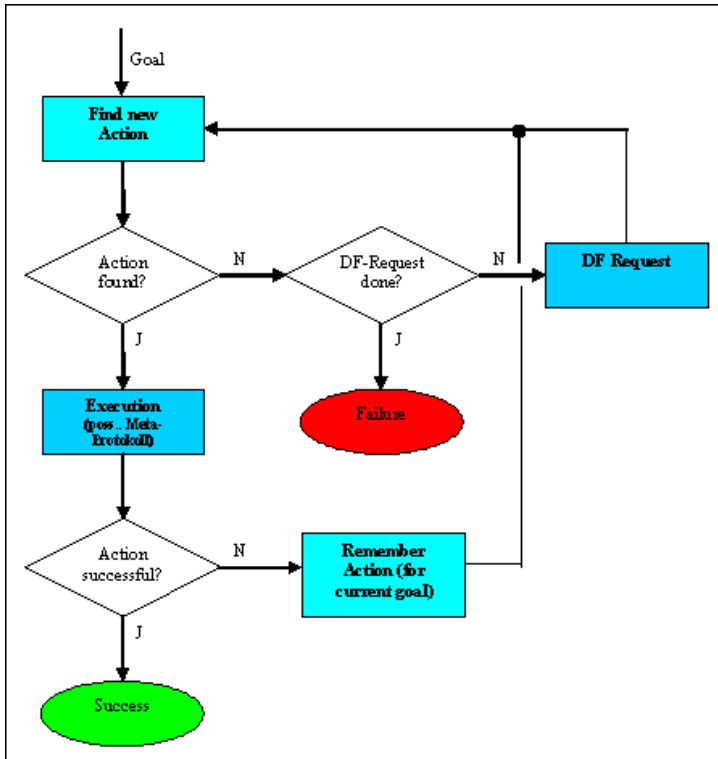 Goal
Find new
Action
Action
found?
N
DF-Request
done?
N
DF Request
J
J
Execution
(poss.. Meta-
Protokoll)
Failure
Action
successful?
N
Remember
Action (for
current goal)
J
Success